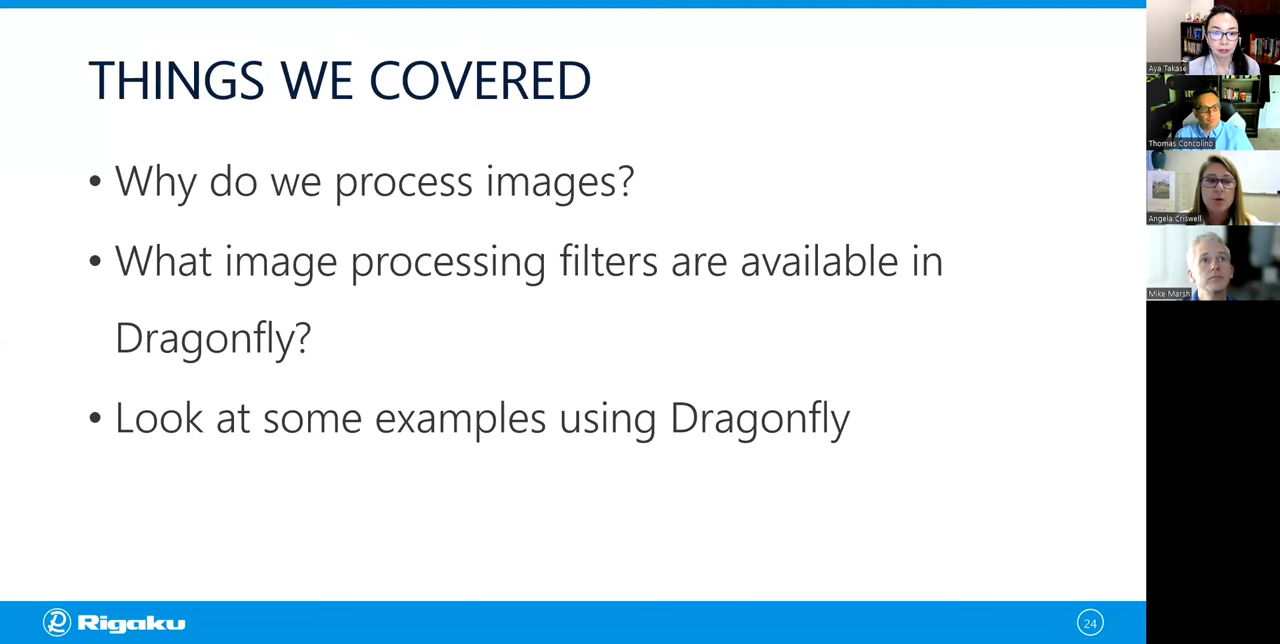 THINGS WE COVERED
• Why do we process images?
• What image processing filters are available in
Dragonfly?
• Look at some examples using Dragonfly
Rigaku
24
Aya Takase
Thomas Concolino
Angela Criswell
Mike Marsh